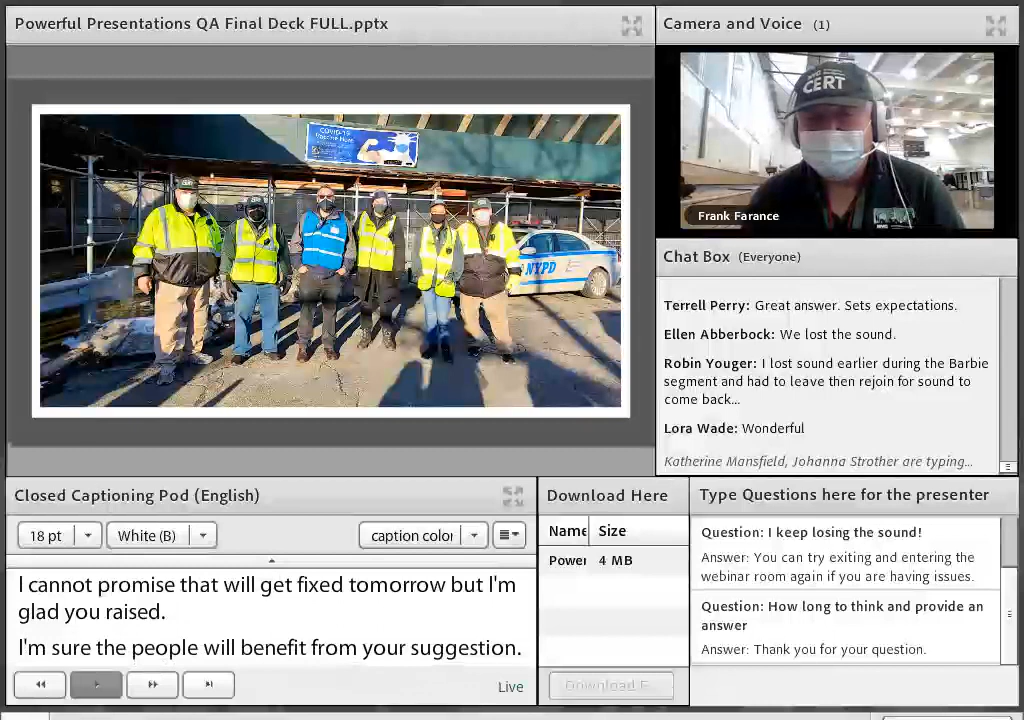 Powerful Presentations QA Final Deck FULL.pptx
COVID-19
Vaccine Here
NYPD
Camera and Voice (1)
CERT
Frank Farance
Chat Box (Everyone)
Terrell Perry: Great answer. Sets expectations.
Ellen Abberbock: We lost the sound.
Robin Youger: I lost sound earlier during the Barbie
segment and had to leave then rejoin for sound to
come back...
Lora Wade: Wonderful
Katherine Mansfield, Johanna Strother are typing...
Closed Captioning Pod (English)
18 pt
White (B)
caption color
I cannot promise that will get fixed tomorrow but I'm
glad you raised.
I'm sure the people will benefit from your suggestion.
Live
Download Here
Name Size
Power 4 MB
Download F
Type Questions here for the presenter
Question: I keep losing the sound!
Answer: You can try exiting and entering the
webinar room again if you are having issues.
Question: How long to think and provide an
answer
Answer: Thank you for your question.